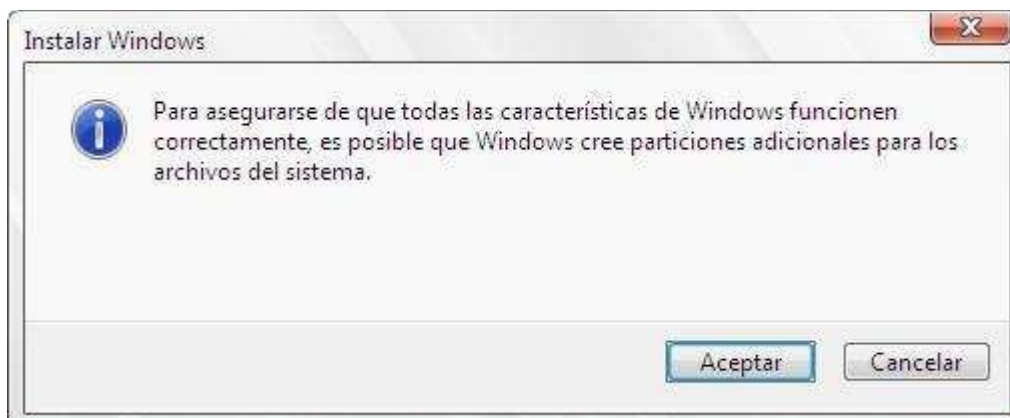 Instalar Windows
Para asegurarse de que todas las características de Windows funcionen
correctamente, es posible que Windows cree particiones adicionales para los
archivos del sistema.
Aceptar
Cancelar